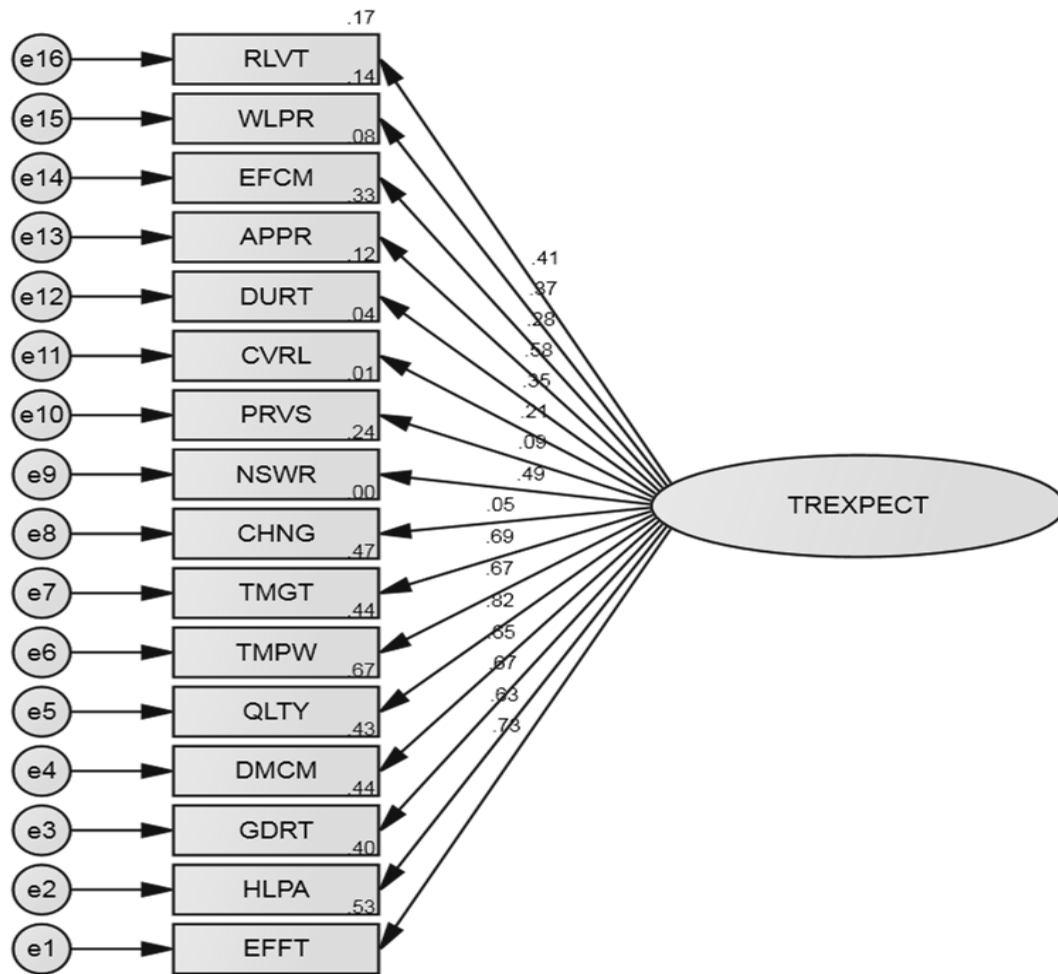 .17
e16 RLVT
.14
e15 WLPR
.08
e14 EFCM
.33
e13 APPR
.12
e12 DURT
.04
e11 CVRL
.01
e10 PRVS
.24
e9 NSWR
.00
e8 CHNG
.47
e7 TMGT
.44
e6 TMPW
.67
e5 QLTY
.43
e4 DMCM
.44
e3 GDRT
.40
e2 HLPA
.53
e1 EFFT
.41
.37
.28
.58
.35
.21
.09
.49
.05
.69
.67
.82
.65
.67
.63
.73
TREXPECT